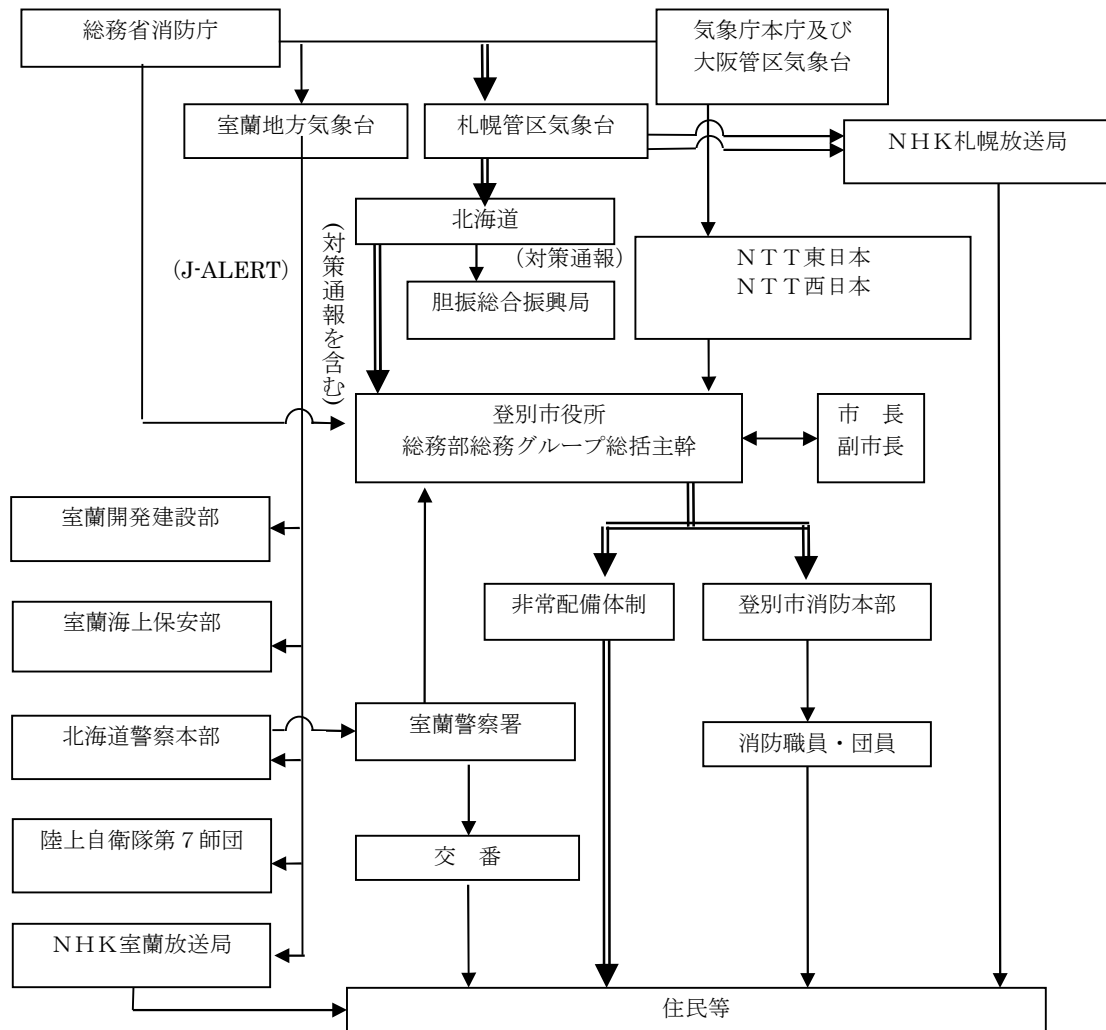 総務省消防庁
気象庁本庁及び
大阪管区気象台
室蘭地方気象台
札幌管区気象台
NHK札幌放送局
北海道
(対策通報)
(J-ALERT)
(対策通報を含む)
胆振総合振興局
NTT東日本
NTT西日本
登別市役所
総務部総務グループ総括主幹
市 長
副市長
室蘭開発建設部
非常配備体制
登別市消防本部
室蘭海上保安部
北海道警察本部
室蘭警察署
消防職員・団員
陸上自衛隊第7師団
交 番
NHK室蘭放送局
住民等